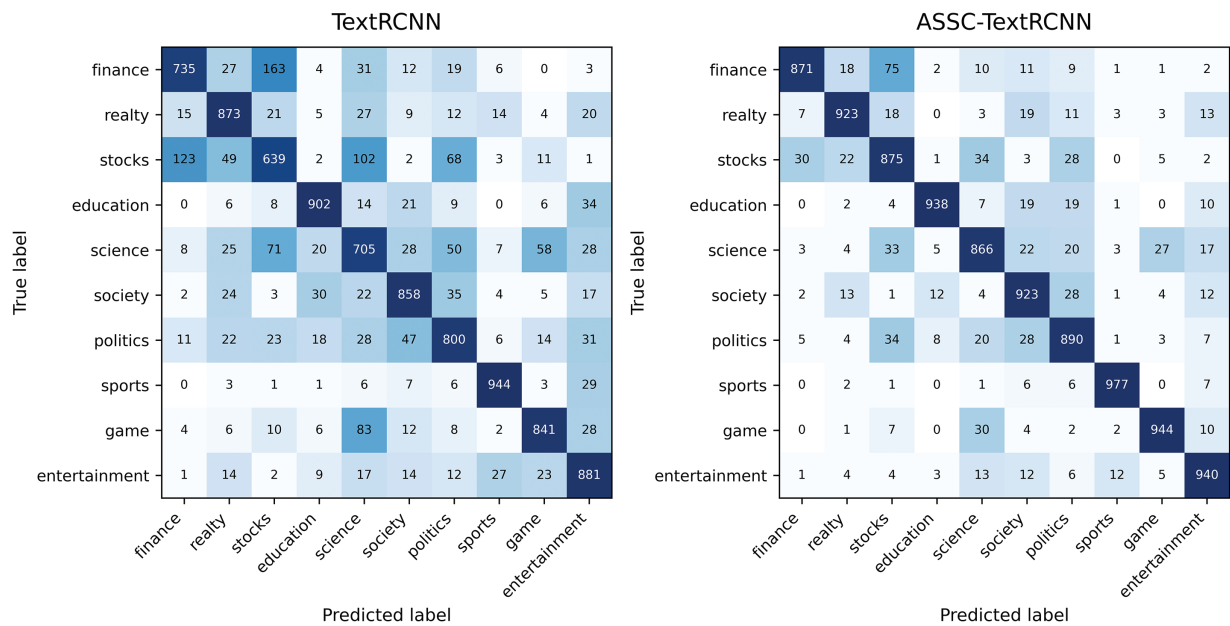 TextRCNN
True label
finance 735 27 163 4 31 12 19 6 0 3
realty 15 873 21 5 27 9 12 14 4 20
stocks 123 49 639 2 102 2 68 3 11 1
education 0 6 8 902 14 21 9 0 6 34
science 8 25 71 20 705 28 50 7 58 28
society 2 24 3 30 22 858 35 4 5 17
politics 11 22 23 18 28 47 800 6 14 31
sports 0 3 1 1 6 7 6 944 3 29
game 4 6 10 6 83 12 8 2 841 28
entertainment 1 14 2 9 17 14 12 27 23 881
finance realty stocks education science society politics sports game entertainment
Predicted label
ASSC-TextRCNN
True label
finance 871 18 75 2 10 11 9 1 1 2
realty 7 923 18 0 3 19 11 3 3 13
stocks 30 22 875 1 34 3 28 0 5 2
education 0 2 4 938 7 19 19 1 0 10
science 3 4 33 5 866 22 20 3 27 17
society 2 13 1 12 4 923 28 1 4 12
politics 5 4 34 8 20 28 890 1 3 7
sports 0 2 1 0 1 6 6 977 0 7
game 0 1 7 0 30 4 2 2 944 10
entertainment 1 4 4 3 13 12 6 12 5 940
finance realty stocks education science society politics sports game entertainment
Predicted label